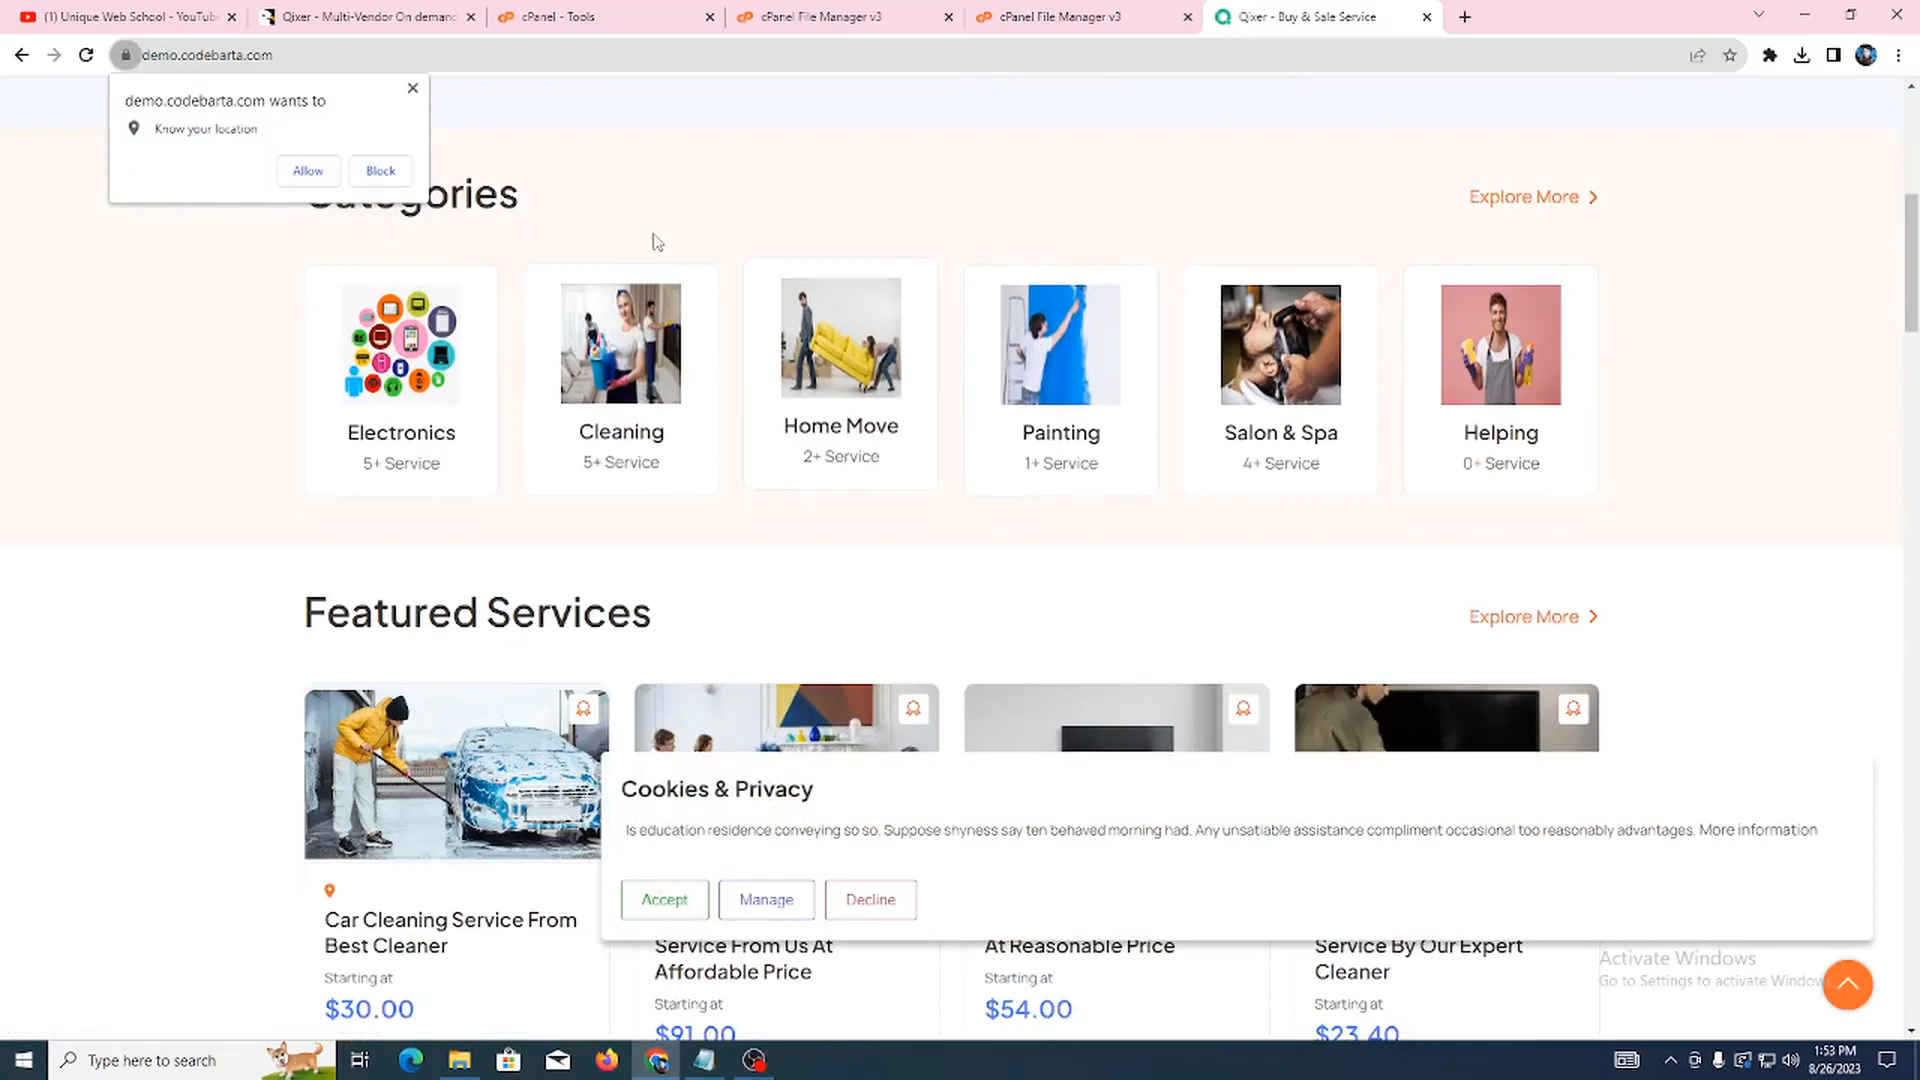 (1) Unique Web School - YouTub
Qixer - Multi-Vendor On demand
cPanel - Tools
cPanel File Manager v3
cPanel File Manager v3
Qixer - Buy & Sale Service
demo.codebarta.com
demo.codebarta.com wants to
Know your location
Allow
Block
Categories
Explore More
Electronics
5+ Service
Cleaning
5+ Service
Home Move
2+ Service
Painting
1+ Service
Salon & Spa
4+ Service
Helping
0+ Service
Featured Services
Explore More
Cookies & Privacy
Is education residence conveying so so. Suppose shyness say ten behaved morning had. Any unsatiable assistance compliment occasional too reasonably advantages. More information
Accept
Manage
Decline
Car Cleaning Service From
Best Cleaner
Starting at
$30.00
Service From Us At
Affordable Price
Starting at
$91.00
At Reasonable Price
Starting at
$54.00
Service By Our Expert
Cleaner
Starting at
$23.40
Activate Windows
Go to Settings to activate Windows
Type here to search
1:53 PM
8/26/2023